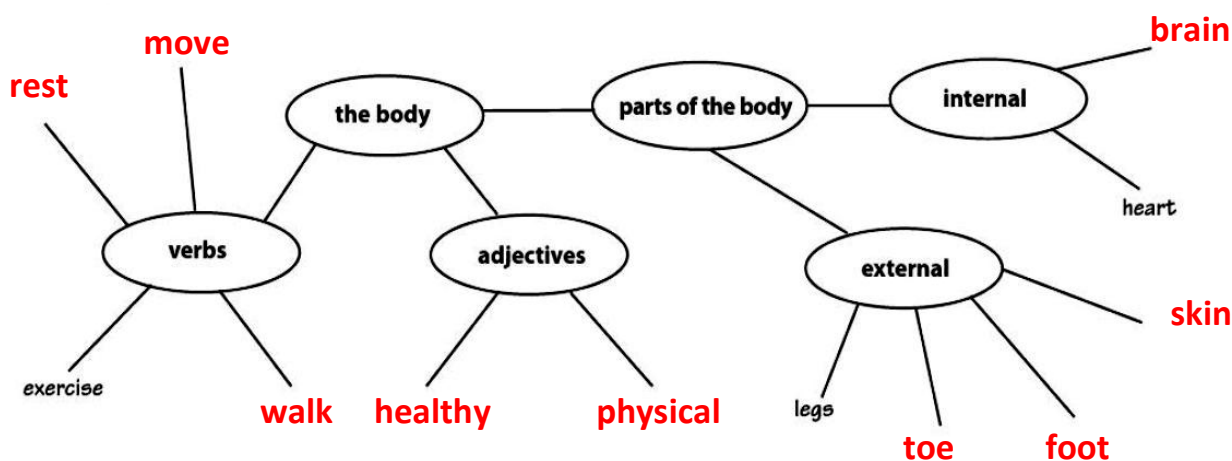 brain
move
rest
the body
parts of the body
internal
heart
verbs
adjectives
external
skin
exercise
walk
healthy
physical
legs
toe
foot